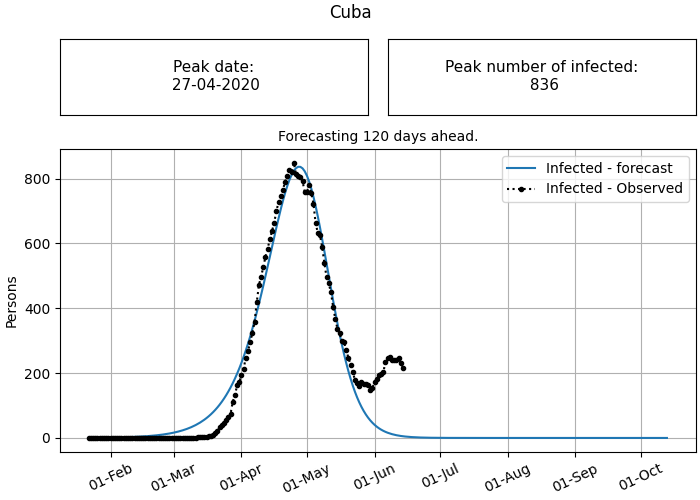 Cuba
Peak date:
27-04-2020
Peak number of infected:
836
Forecasting 120 days ahead.
Infected - forecast
Infected - Observed
Persons
800
600
400
200
0
01-Feb
01-Mar
01-Apr
01-May
01-Jun
01-Jul
01-Aug
01-Sep
01-Oct